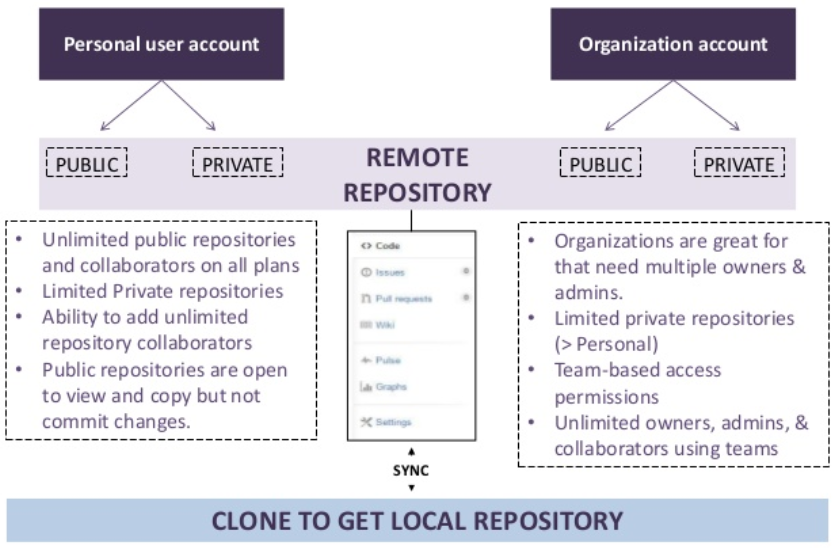 Personal user account
Organization account
PUBLIC
PRIVATE
REMOTE
REPOSITORY
PUBLIC
PRIVATE
• Unlimited public repositories
and collaborators on all plans
• Limited Private repositories
• Ability to add unlimited
repository collaborators
• Public repositories are open
to view and copy but not
commit changes.
<> Code
Issues
Pull requests
Wiki
Pulse
Graphs
Settings
• Organizations are great for
that need multiple owners &
admins.
• Limited private repositories
(> Personal)
• Team-based access
permissions
• Unlimited owners, admins, &
collaborators using teams
SYNC
CLONE TO GET LOCAL REPOSITORY